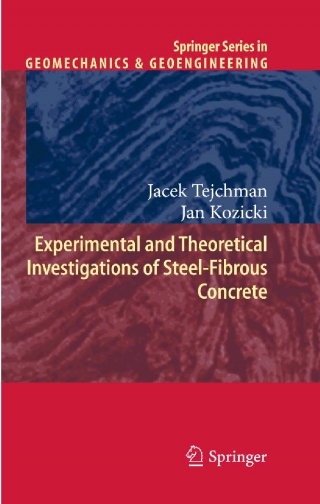 Springer Series in
GEOMECHANICS & GEOENGINEERING
Jacek Tejchman
Jan Kozicki
Experimental and Theoretical
Investigations of Steel-Fibrous
Concrete
Springer